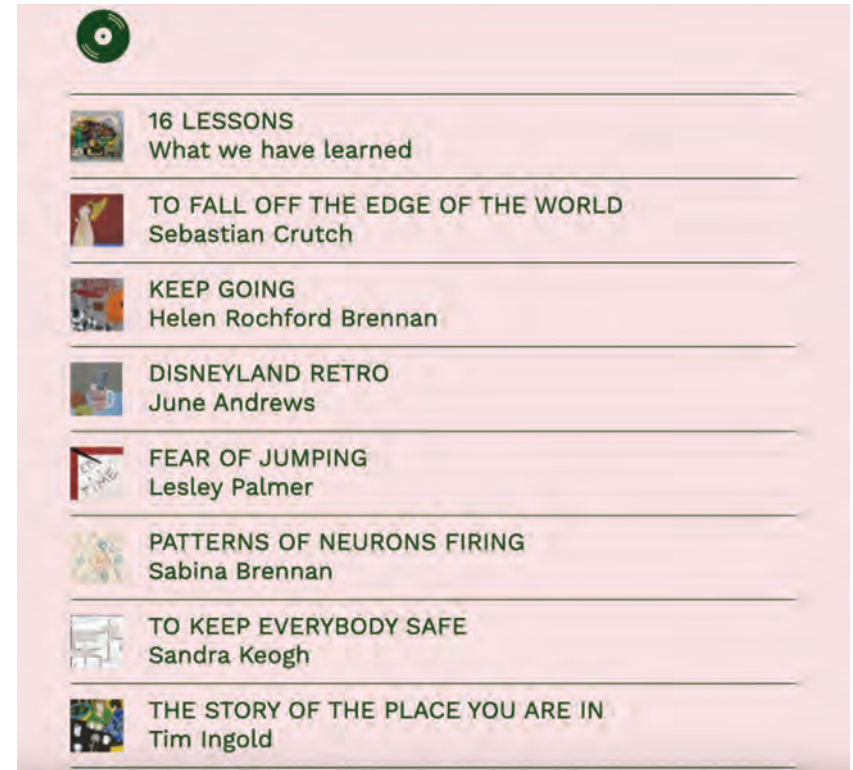 16 LESSONS
What we have learned
TO FALL OFF THE EDGE OF THE WORLD
Sebastian Crutch
KEEP GOING
Helen Rochford Brennan
DISNEYLAND RETRO
June Andrews
FEAR OF JUMPING
Lesley Palmer
TIME
PATTERNS OF NEURONS FIRING
Sabina Brennan
TO KEEP EVERYBODY SAFE
Sandra Keogh
THE STORY OF THE PLACE YOU ARE IN
Tim Ingold